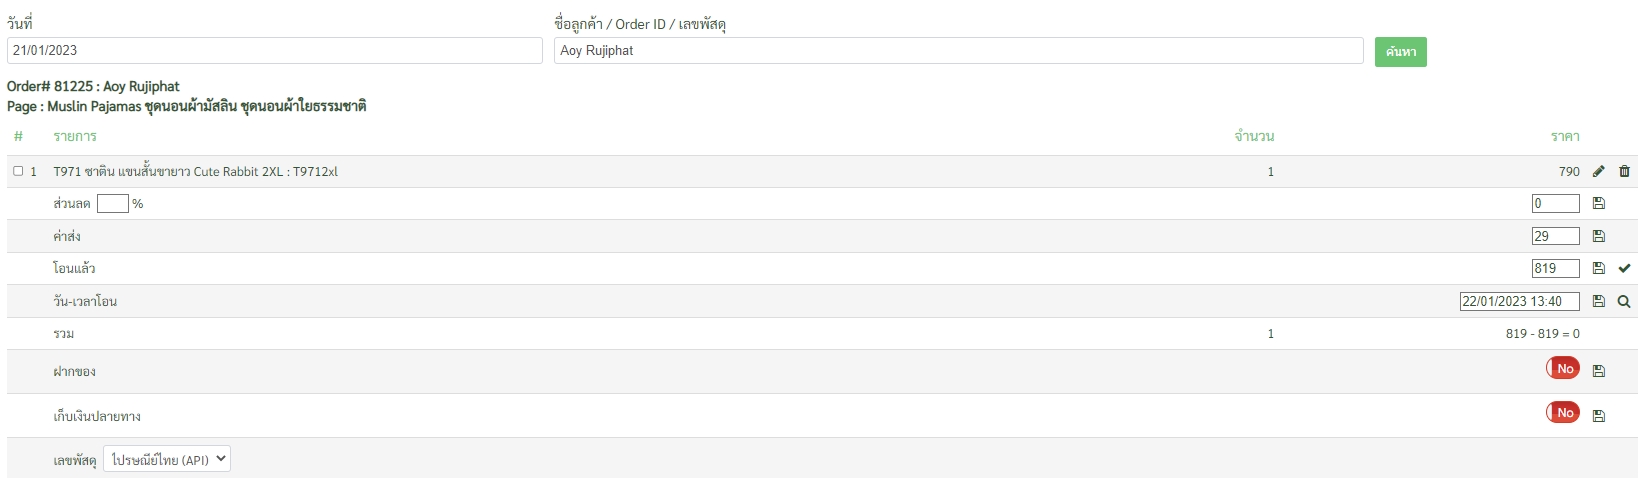 วันที่ ชื่อลูกค้า / Order ID / เลขพัสดุ
21/01/2023 Aoy Rujiphat ค้นหา
Order# 81225 : Aoy Rujiphat
Page : Muslin Pajamas ชุดนอนผ้ามัสลิน ชุดนอนผ้าใยธรรมชาติ
# รายการ จำนวน ราคา
1 T971 ซาติน แขนสั้นขายาว Cute Rabbit 2XL : T9712xl 1 790
ส่วนลด % 0
ค่าส่ง 29
โอนแล้ว 819
วัน-เวลาโอน 22/01/2023 13:40
รวม 1 819 - 819 = 0
ฝากของ No
เก็บเงินปลายทาง No
เลขพัสดุ ไปรษณีย์ไทย (API)